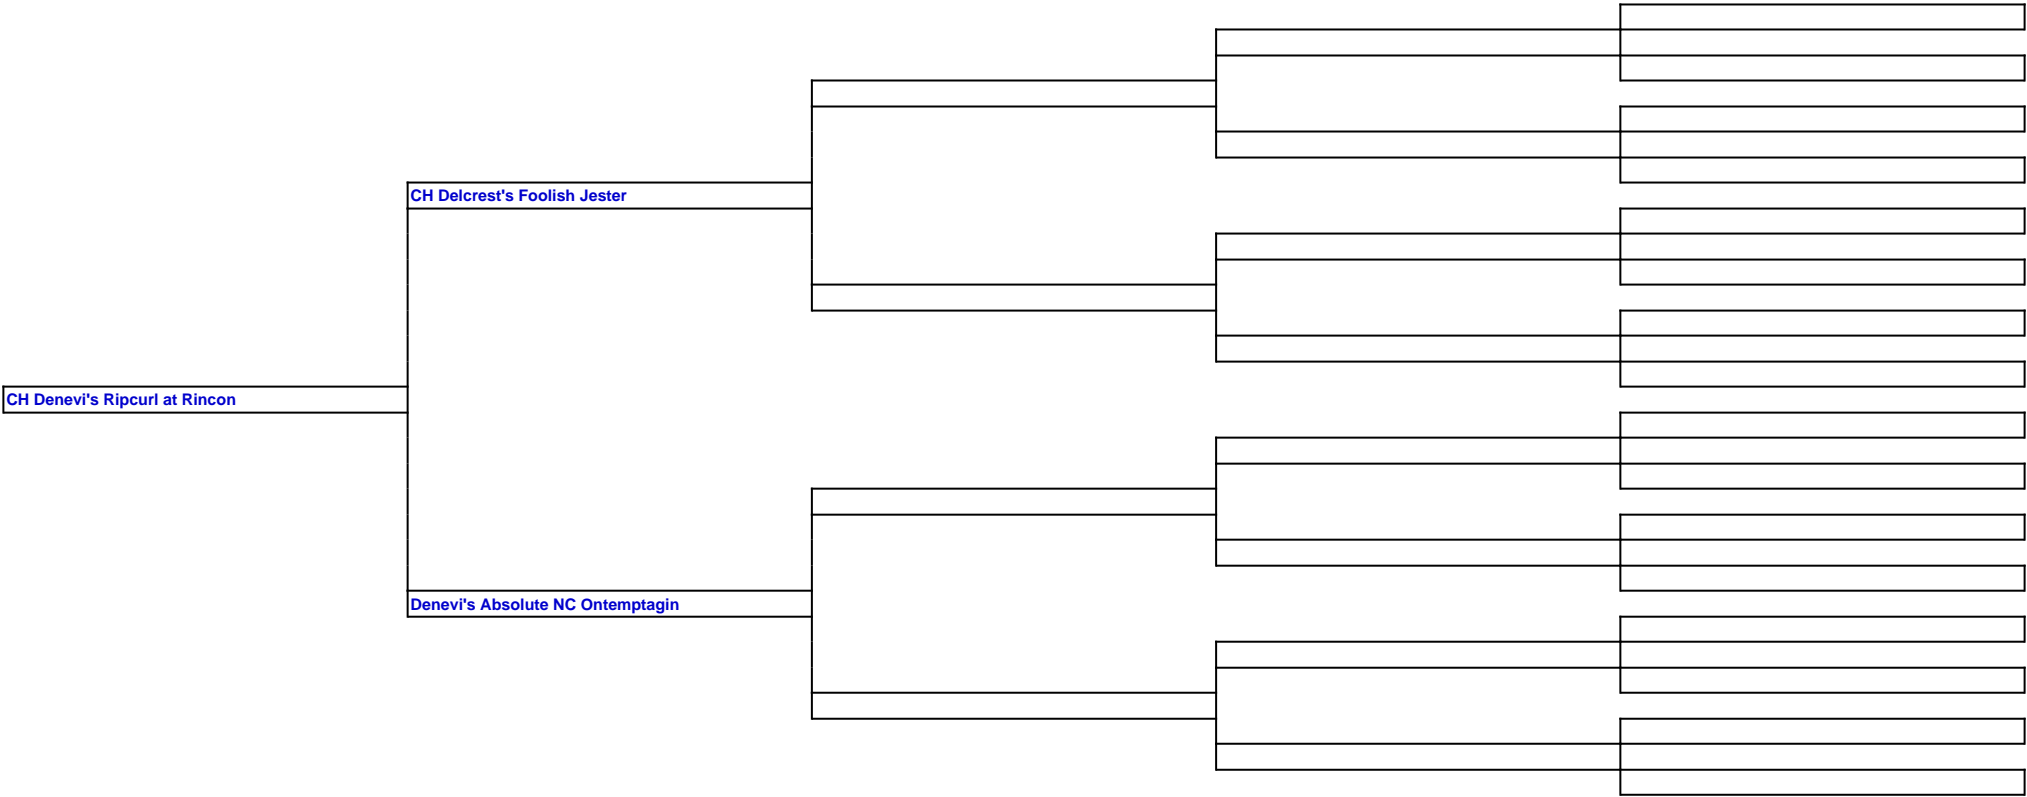 CH Delcrest's Foolish Jester
CH Denevi's Ripcurl at Rincon
Denevi's Absolute NC Ontemptagin